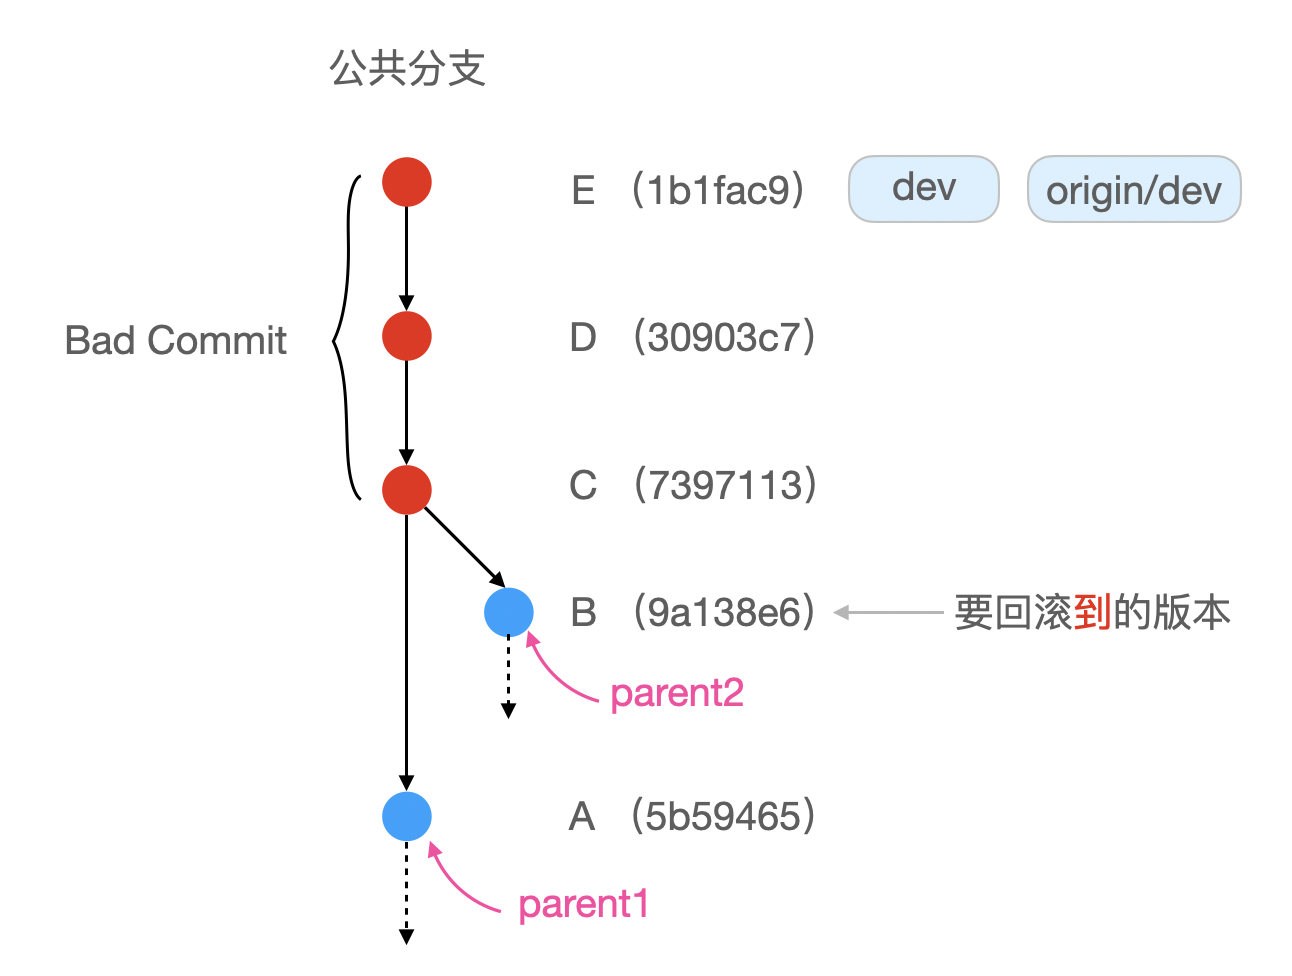 公共分支
E （1b1fac9） dev origin/dev
Bad Commit D （30903c7）
C （7397113）
B （9a138e6） 要回滚到的版本
parent2
A （5b59465）
parent1